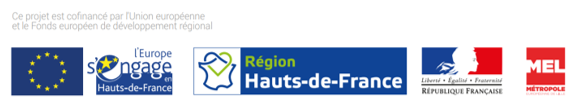 Ce projet est cofinancé par l'Union européenne
et le Fonds européen de développement régional
l'Europe
s'engage
en
Hauts-de-France
Région
Hauts-de-France
Liberté • Égalité • Fraternité
RÉPUBLIQUE FRANÇAISE
MEL
MÉTROPOLE